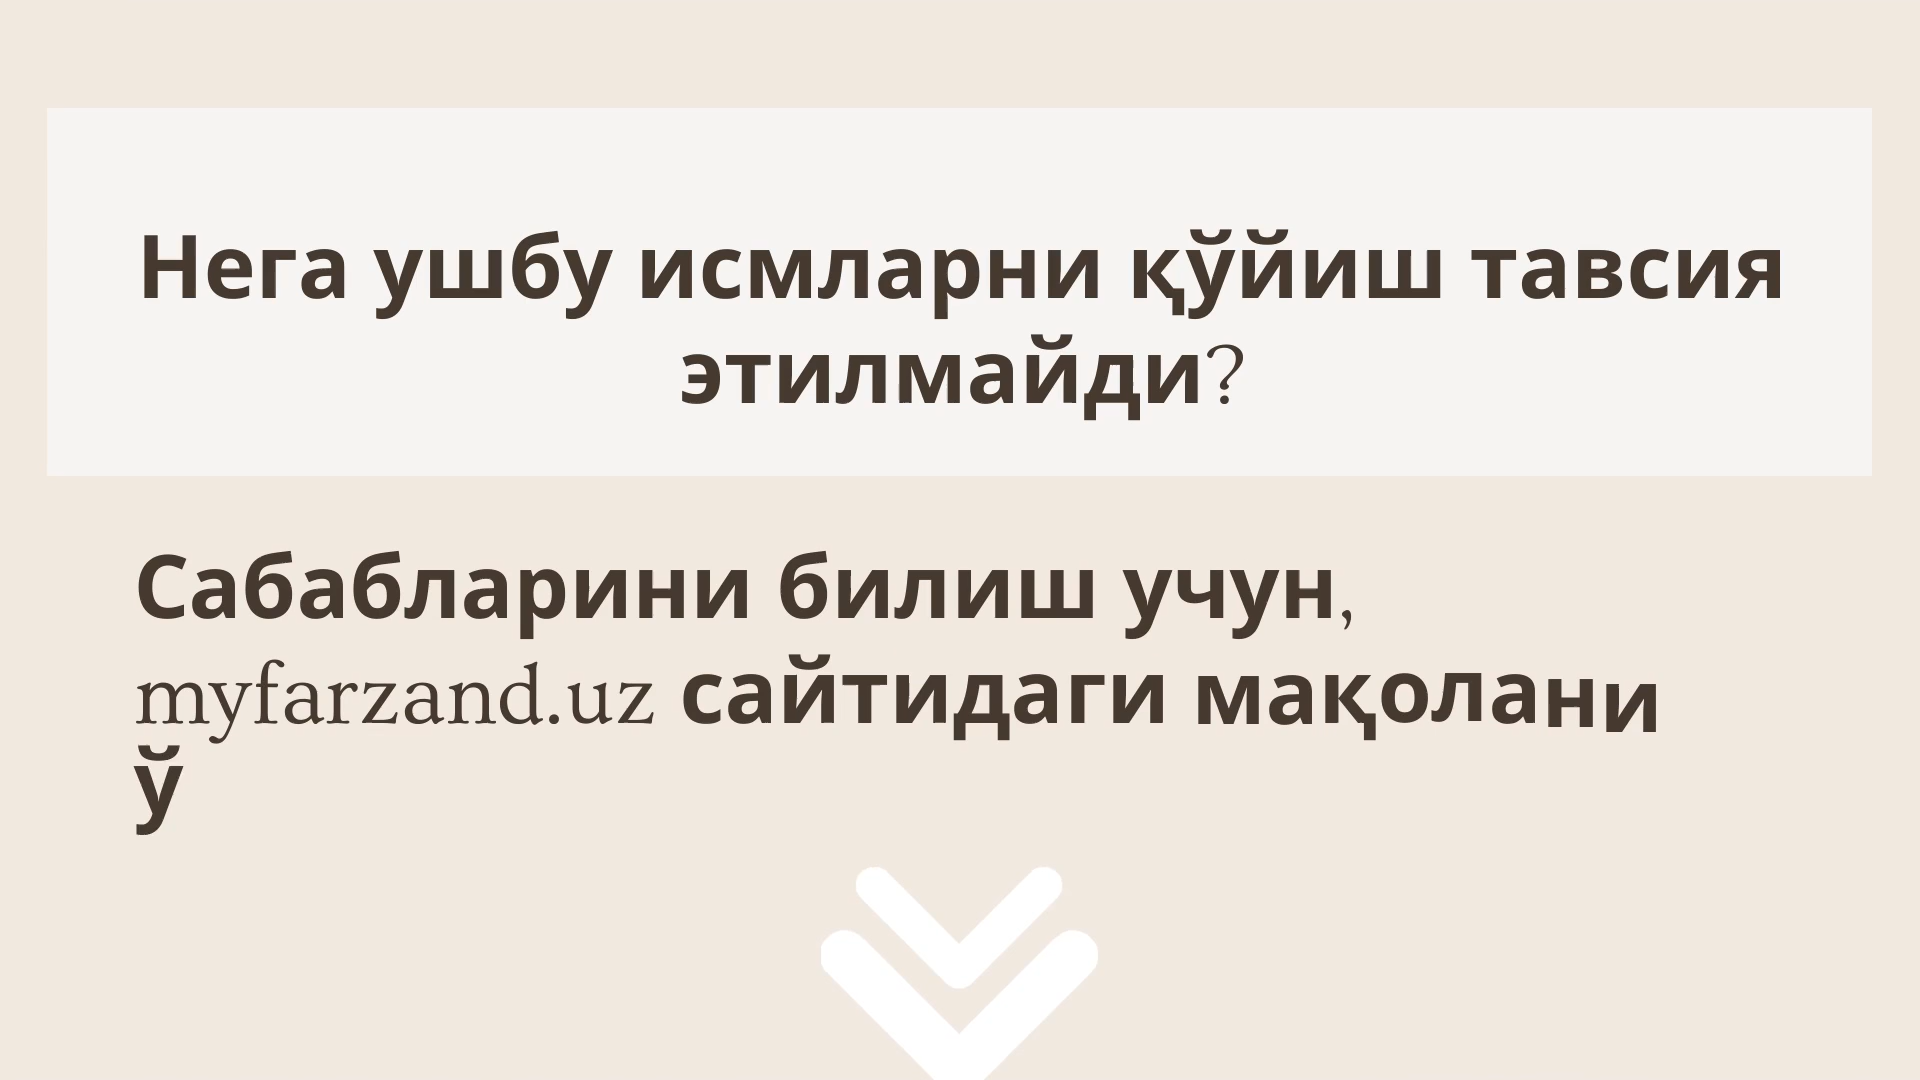 Нега ушбу исмларни қўйиш тавсия
этилмайди?
Сабабларини билиш учун,
myfarzand.uz сайтидаги мақолани
ў